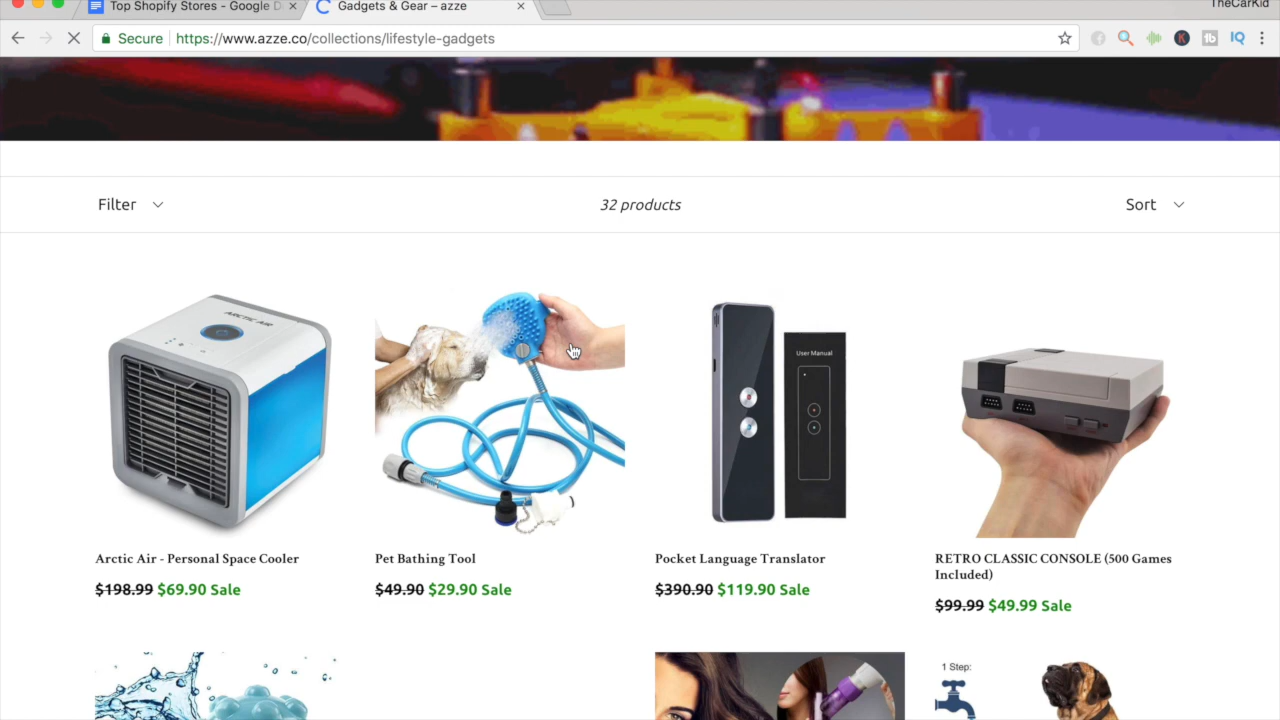 Top Shopify Stores - Google D
Gadgets & Gear – azze
TheCarKid
Secure
https://www.azze.co/collections/lifestyle-gadgets
K
IQ
Filter
32 products
Sort
ARCTIC AIR
User Manual
Arctic Air - Personal Space Cooler
$198.99 $69.90 Sale
Pet Bathing Tool
$49.90 $29.90 Sale
Pocket Language Translator
$390.90 $119.90 Sale
RETRO CLASSIC CONSOLE (500 Games
Included)
$99.99 $49.99 Sale
1 Step: